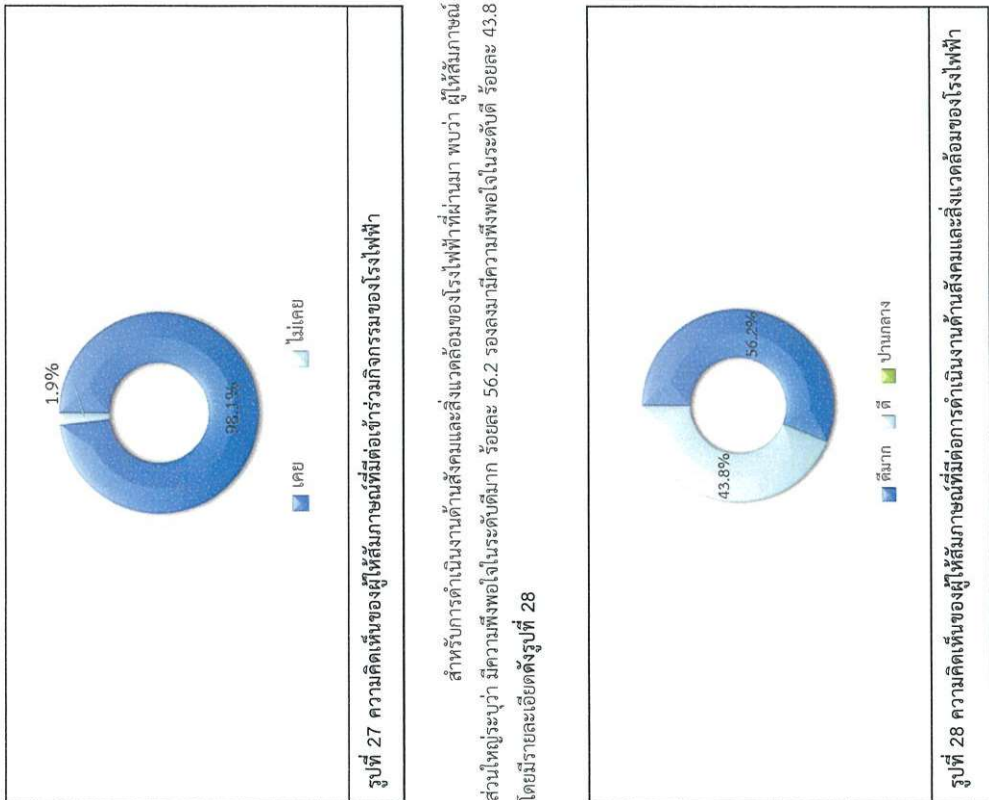 1.9%
98.1%
เคย ไม่เคย
รูปที่ 27 ความคิดเห็นของผู้ให้สัมภาษณ์ที่มีต่อเข้าร่วมกิจกรรมของโรงไฟฟ้า
สำหรับการดำเนินงานด้านสังคมและสิ่งแวดล้อมของโรงไฟฟ้าที่ผ่านมา พบว่า ผู้ให้สัมภาษณ์
ส่วนใหญ่ระบุว่า มีความพึงพอใจในระดับดีมาก ร้อยละ 56.2 รองลงมามีความพึงพอใจในระดับดี ร้อยละ 43.8
โดยมีรายละเอียดดังรูปที่ 28
43.8%
56.2%
ดีมาก ดี ปานกลาง
รูปที่ 28 ความคิดเห็นของผู้ให้สัมภาษณ์ที่มีต่อการดำเนินงานด้านสังคมและสิ่งแวดล้อมของโรงไฟฟ้า